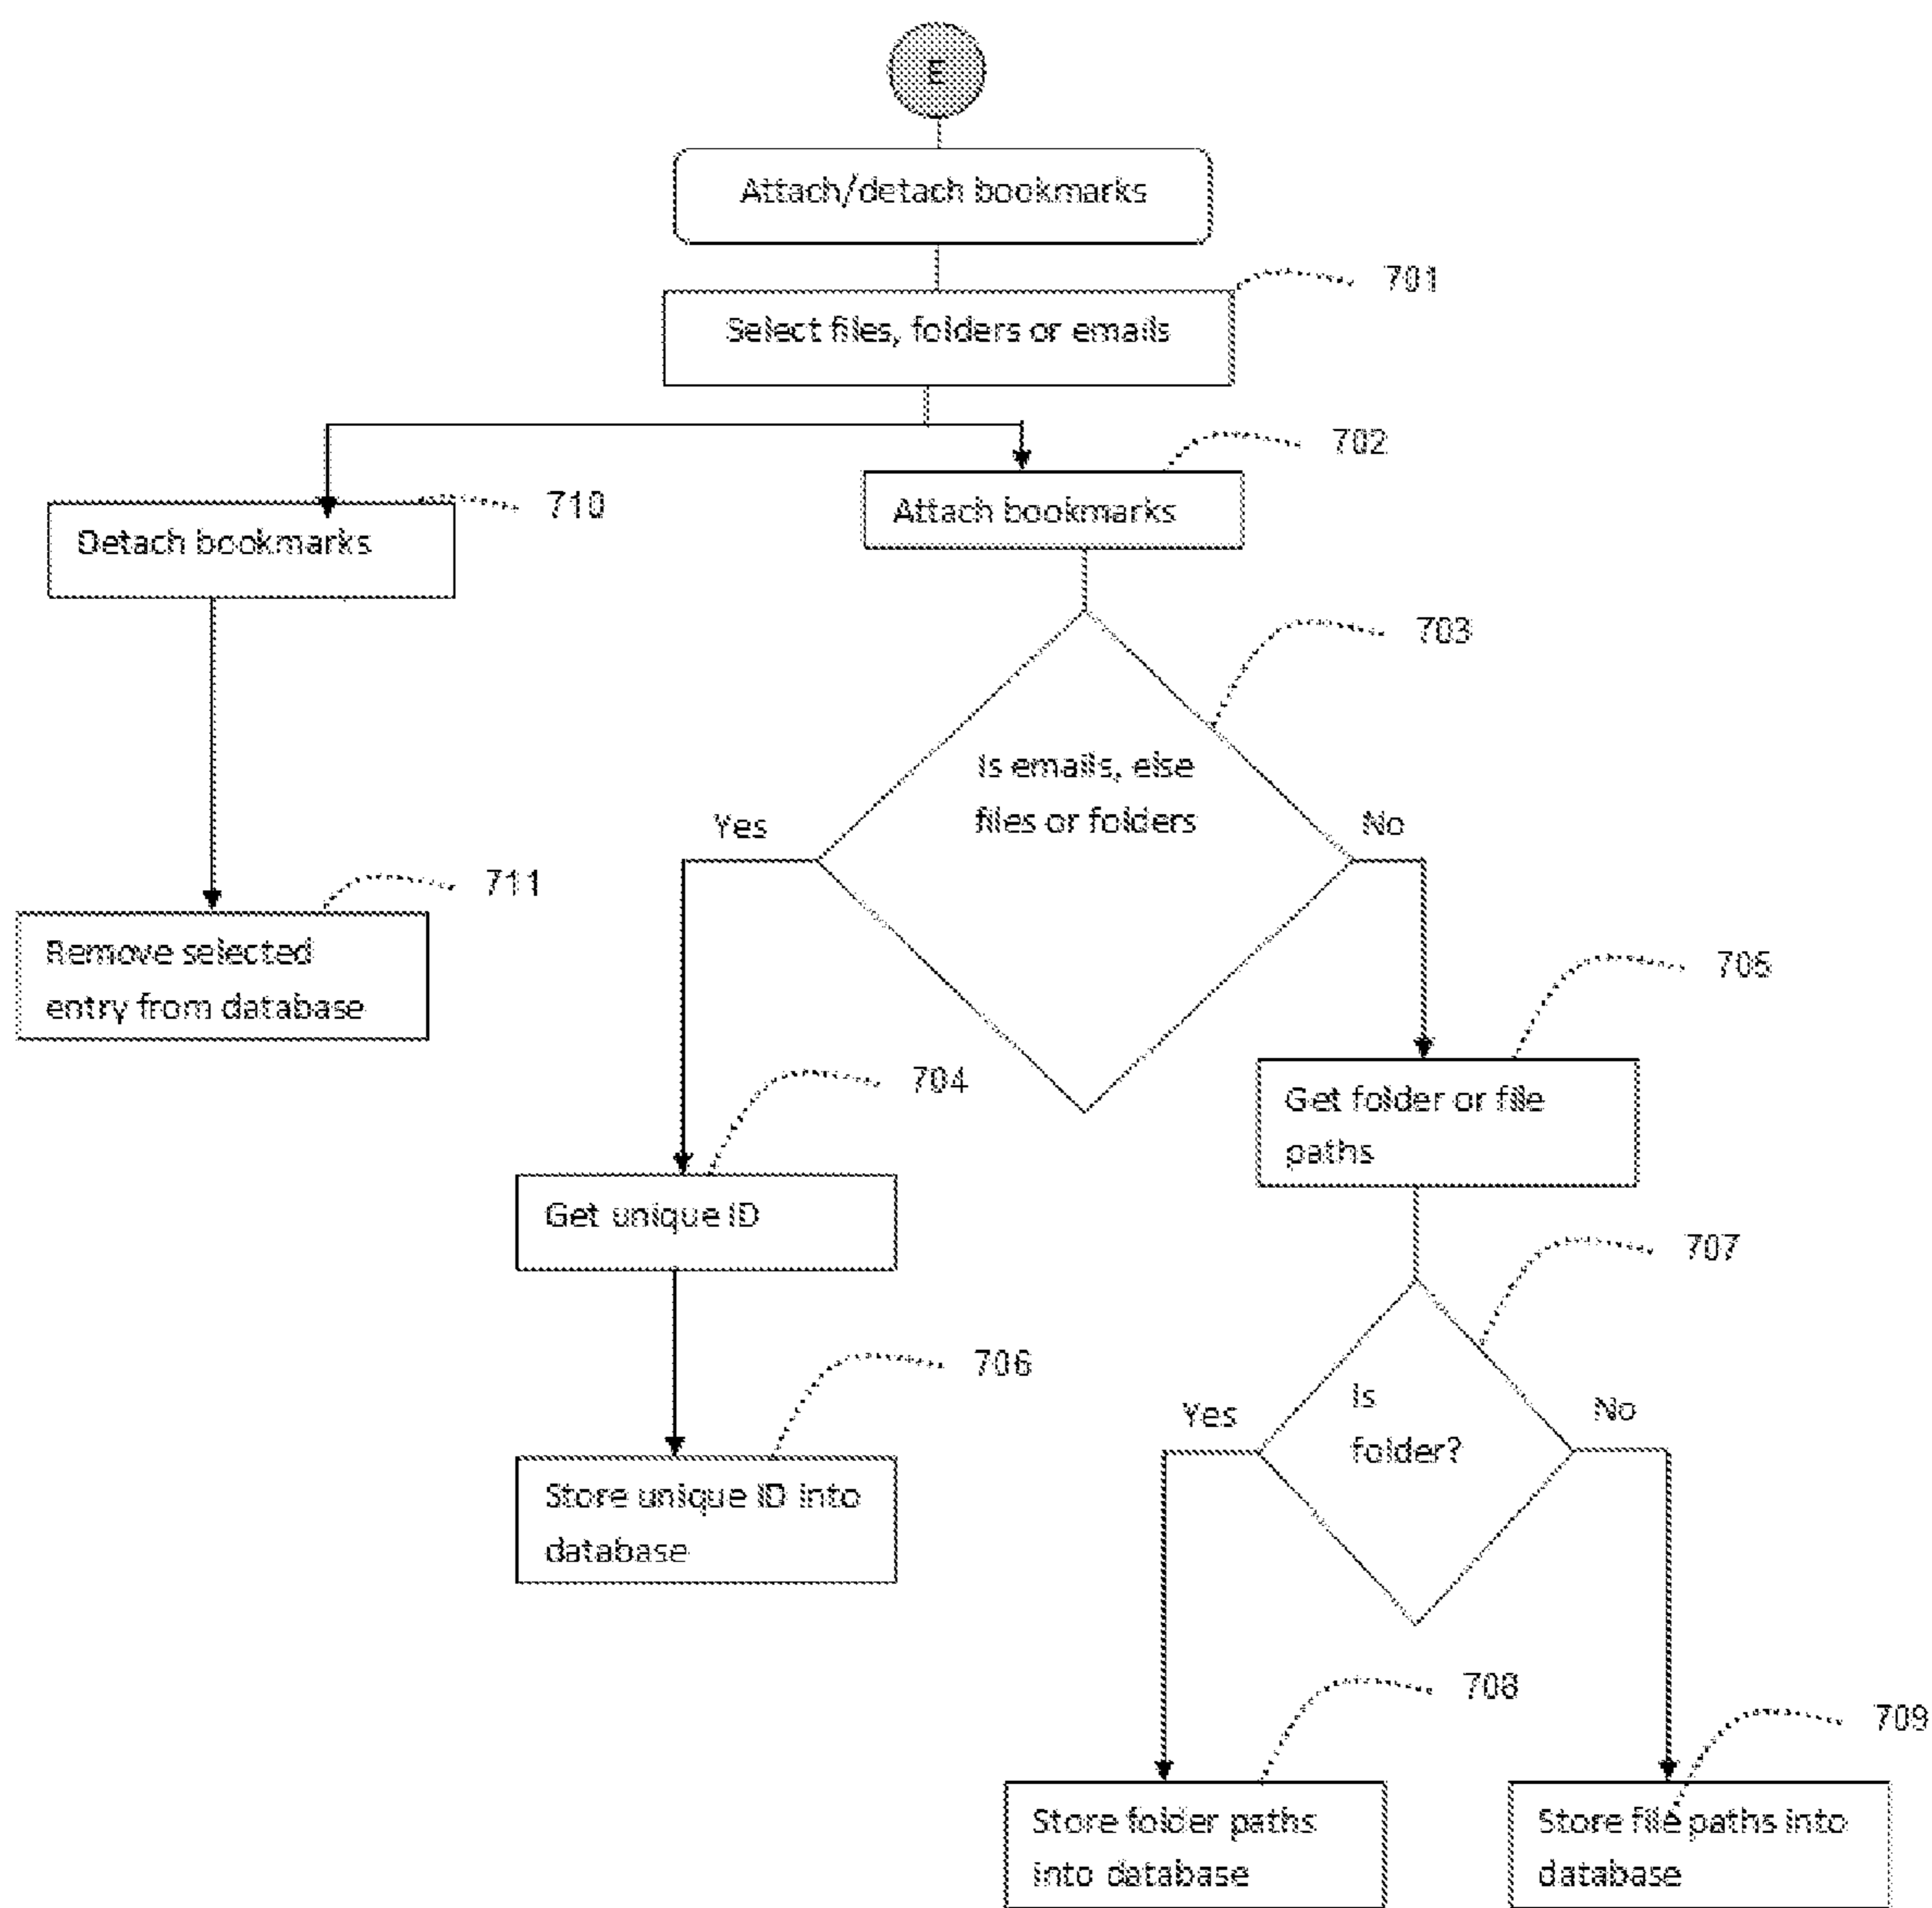 E
Attach/detach bookmarks
701
Select files, folders or emails
702
710
Attach bookmarks
Detach bookmarks
703
Is emails, else
files or folders
Yes
No
711
Remove selected
entry from database
705
704
Get folder or file
paths
Get unique ID
707
706
Is
folder?
Yes
No
Store unique ID into
database
708
709
Store folder paths
into database
Store file paths into
database